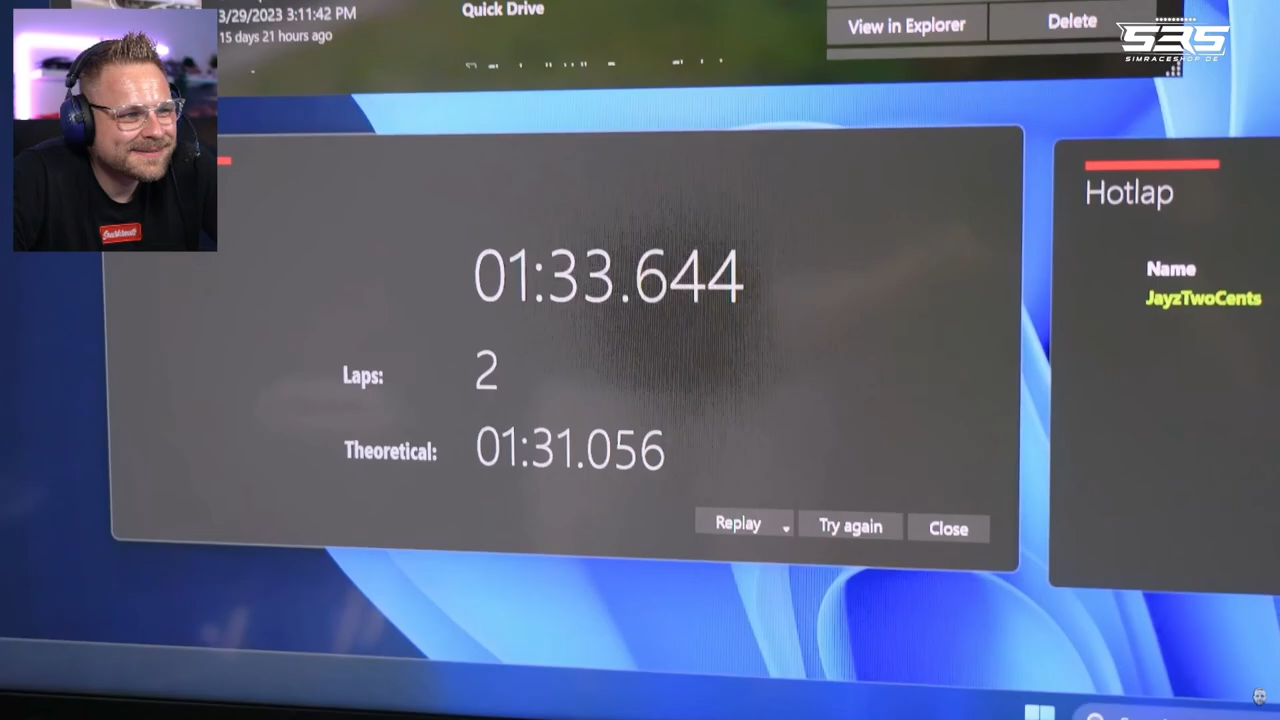 3/29/2023 3:11:42 PM
15 days 21 hours ago
Quick Drive
View in Explorer
Delete
SRS
SIMRACESHOP.DE
01:33.644
Laps: 2
Theoretical: 01:31.056
Replay
Try again
Close
Hotlap
Name
JayzTwoCents